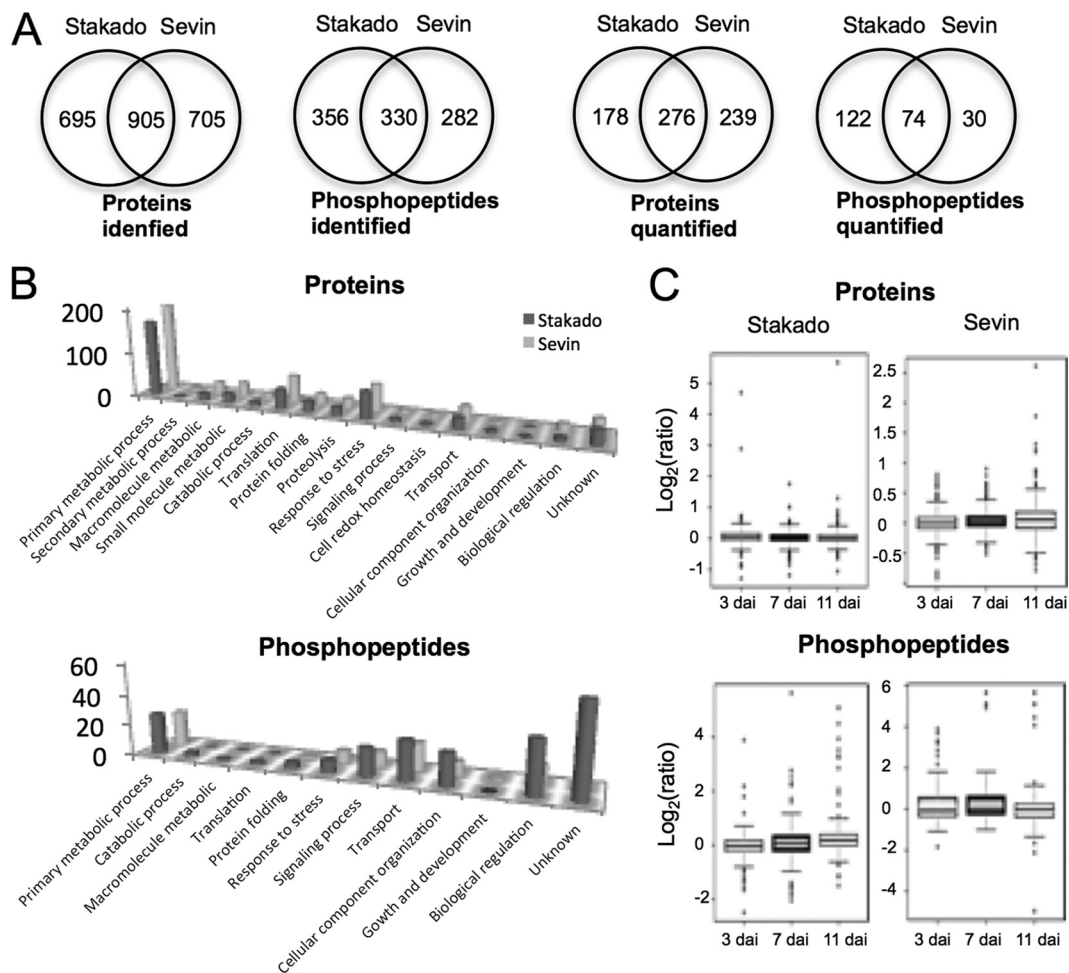 A
Stakado Sevin
695 905 705
Proteins
idenfied
Stakado Sevin
356 330 282
Phosphopeptides
identified
Stakado Sevin
178 276 239
Proteins
quantified
Stakado Sevin
122 74 30
Phosphopeptides
quantified
B
Proteins
Stakado
Sevin
200
100
0
Primary metabolic process
Secondary metabolic process
Macromolecule metabolic
Small molecule metabolic
Catabolic process
Translation
Protein folding
Proteolysis
Response to stress
Signaling process
Cell redox homeostasis
Transport
Cellular component organization
Growth and development
Biological regulation
Unknown
Phosphopeptides
60
40
20
0
Primary metabolic process
Catabolic process
Macromolecule metabolic
Translation
Protein folding
Response to stress
Signaling process
Transport
Cellular component organization
Gowth and development
Biological regulation
Unknown
C
Proteins
Stakado
Log2(ratio)
5
4
3
2
1
0
-1
3 dai 7 dai 11 dai
Sevin
2.5
2
1.5
1
0.5
0
-0.5
3 dai 7 dai 11 dai
Phosphopeptides
Log2(ratio)
4
2
0
-2
3 dai 7 dai 11 dai
6
4
2
0
-2
-4
3 dai 7 dai 11 dai